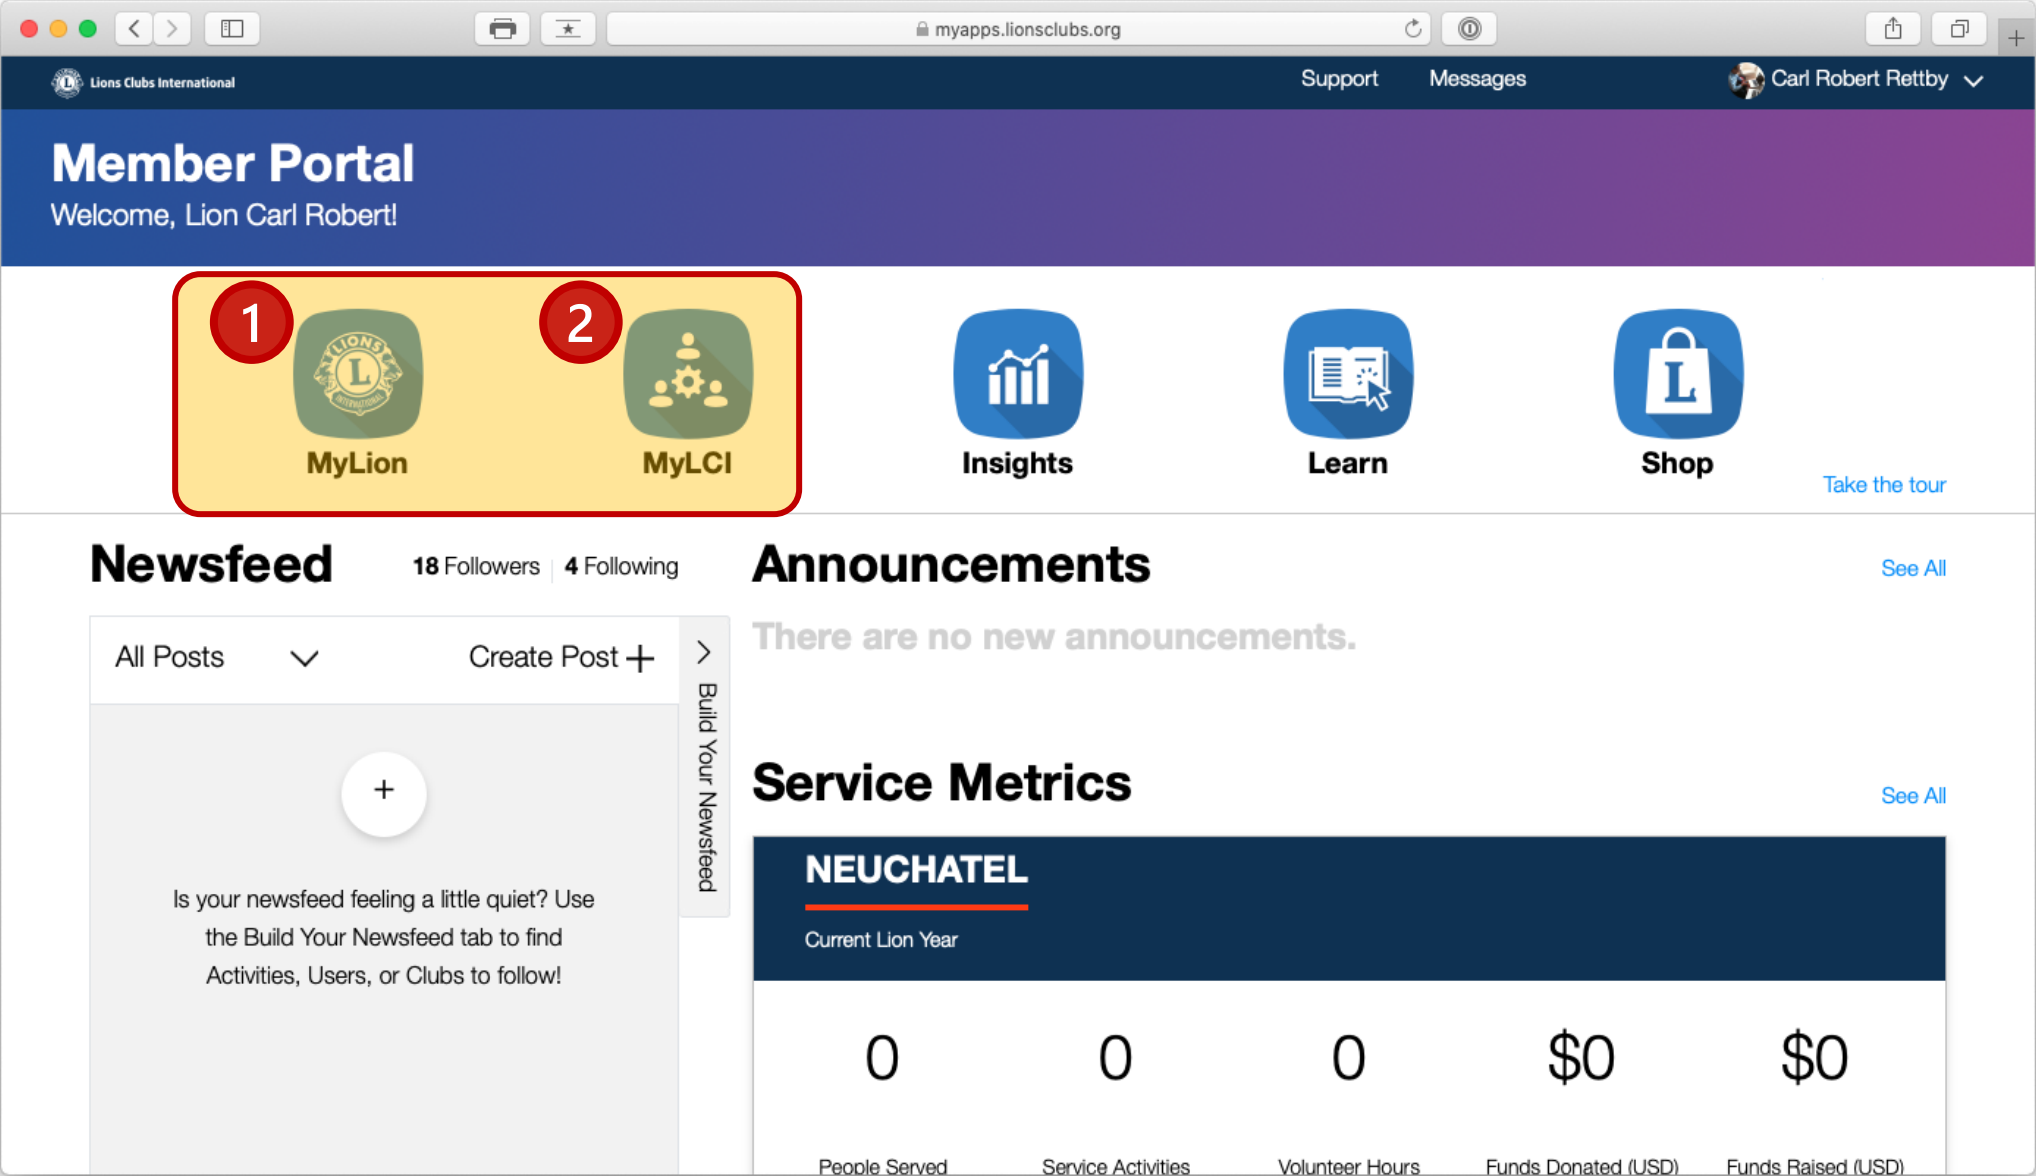 myapps.lionsclubs.org
Lions Clubs International
Support
Messages
Carl Robert Rettby
Member Portal
Welcome, Lion Carl Robert!
1
2
LIONS
L
INTERNATIONAL
L
MyLion
MyLCI
Insights
Learn
Shop
Take the tour
Newsfeed
18 Followers
4 Following
Announcements
See All
There are no new announcements.
All Posts
Create Post
Build Your Newsfeed
Is your newsfeed feeling a little quiet? Use
the Build Your Newsfeed tab to find
Activities, Users, or Clubs to follow!
Service Metrics
See All
NEUCHATEL
Current Lion Year
0
0
0
$0
$0
People Served
Service Activities
Volunteer Hours
Funds Donated (USD)
Funds Raised (USD)